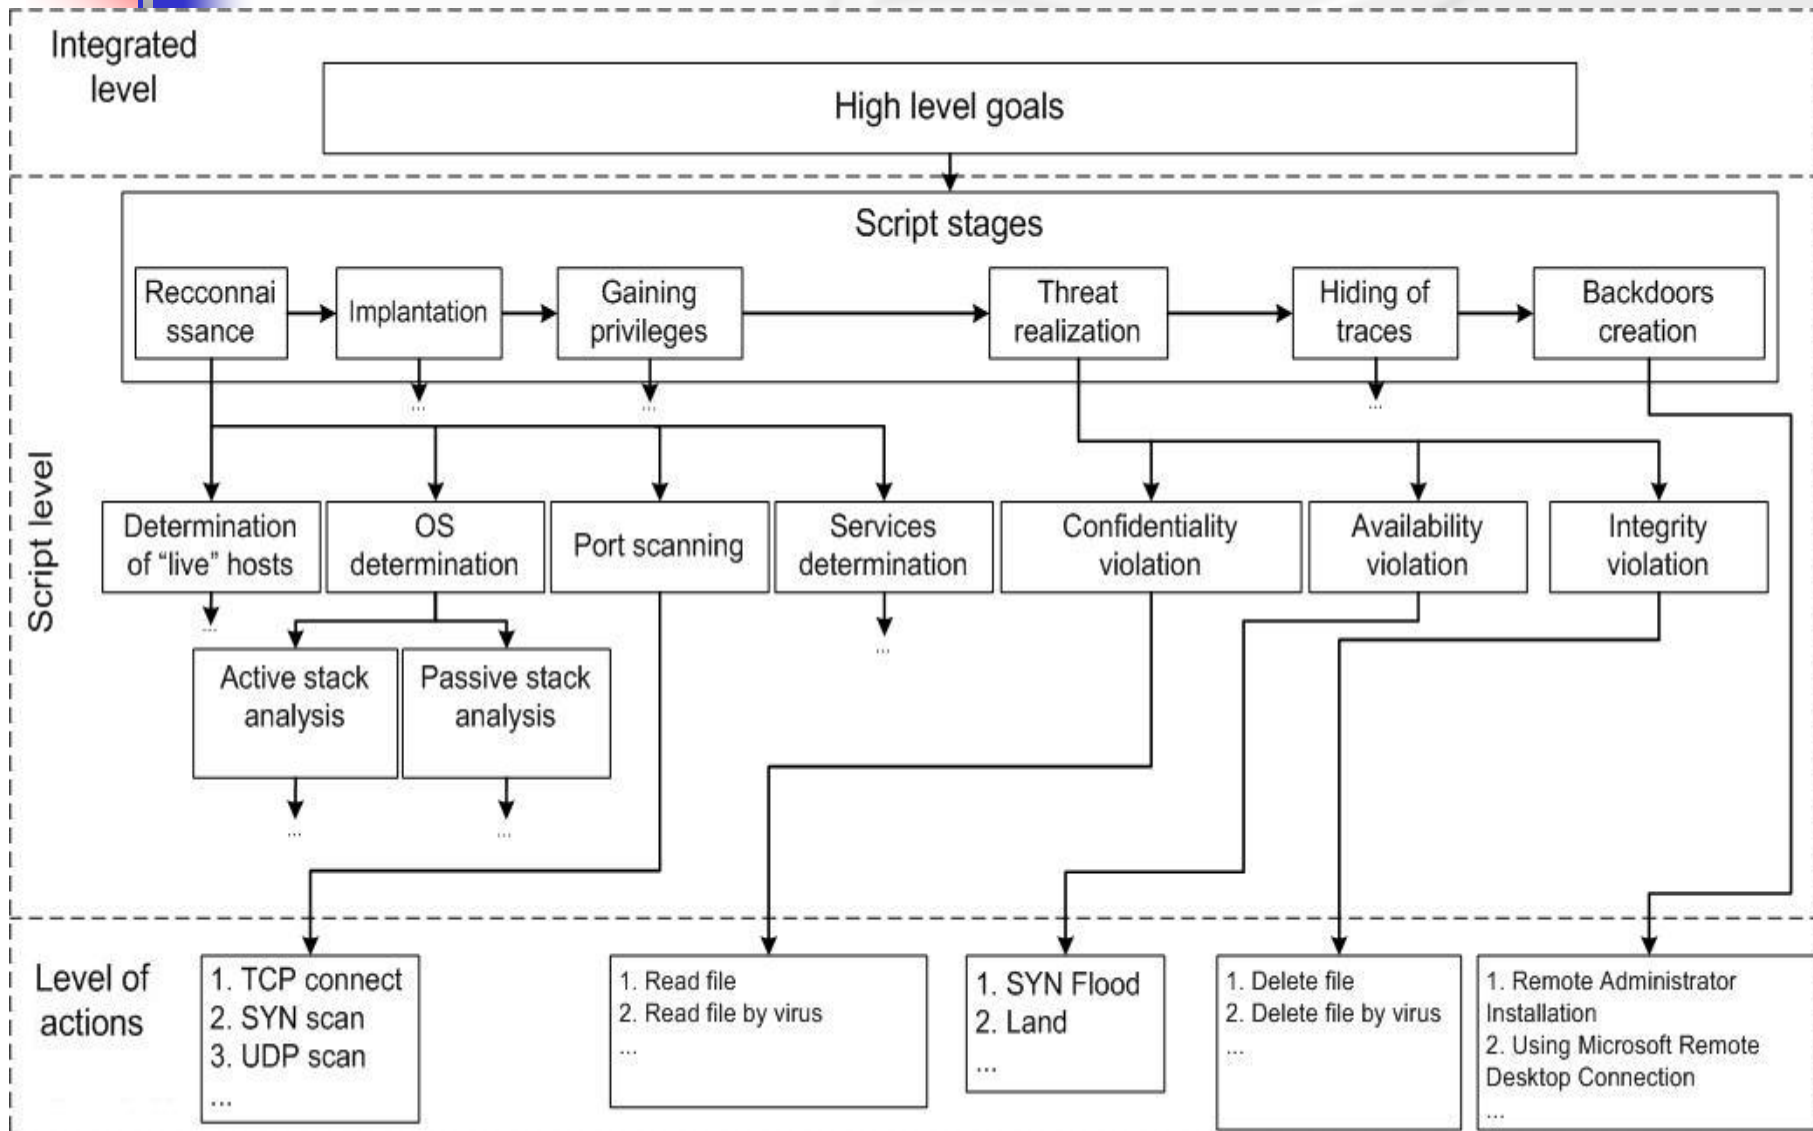 Integrated
level
High level goals
Script stages
Recconnai
ssance
Implantation
Gaining
privileges
Threat
realization
Hiding of
traces
Backdoors
creation
...
...
...
Script level
Determination
of “live” hosts
OS
determination
Port scanning
Services
determination
Confidentiality
violation
Availability
violation
Integrity
violation
...
...
Active stack
analysis
Passive stack
analysis
...
...
Level of
actions
1. TCP connect
2. SYN scan
3. UDP scan
...
1. Read file
2. Read file by virus
...
1. SYN Flood
2. Land
...
1. Delete file
2. Delete file by virus
...
1. Remote Administrator
Installation
2. Using Microsoft Remote
Desktop Connection
...